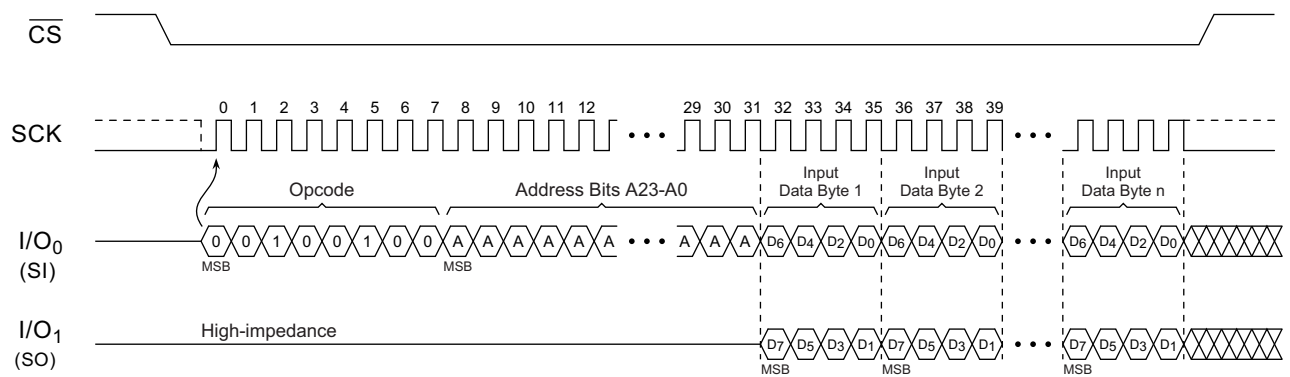 CS
0 1 2 3 4 5 6 7 8 9 10 11 12 29 30 31 32 33 34 35 36 37 38 39
SCK
Opcode Address Bits A23-A0 Input Data Byte 1 Input Data Byte 2 Input Data Byte n
I/O0 (SI)
0 0 1 0 0 1 0 0 A A A A A A A A A D6 D4 D2 D0 D6 D4 D2 D0 D6 D4 D2 D0
MSB MSB
I/O1 (SO)
High-impedance
D7 D5 D3 D1 D7 D5 D3 D1 D7 D5 D3 D1
MSB MSB MSB